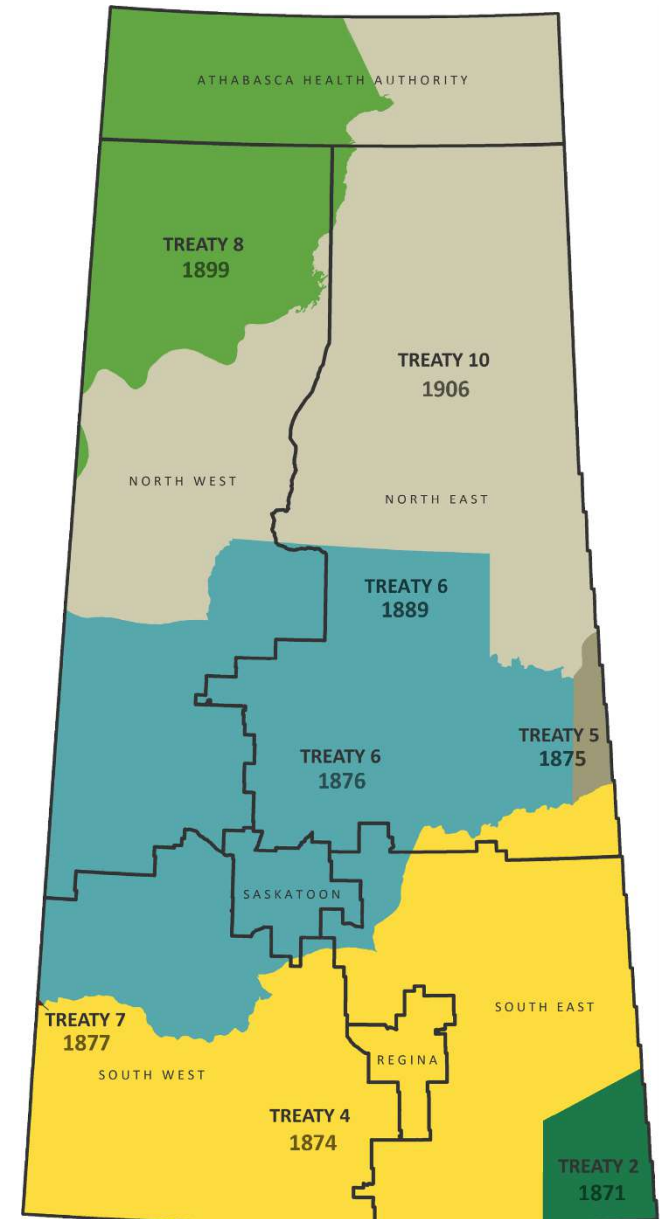 ATHABASCA HEALTH AUTHORITY
TREATY 8
1899
TREATY 10
1906
NORTH WEST
NORTH EAST
TREATY 6
1889
TREATY 5
1875
TREATY 6
1876
SASKATOON
SOUTH EAST
TREATY 7
1877
REGINA
SOUTH WEST
TREATY 4
1874
TREATY 2
1871